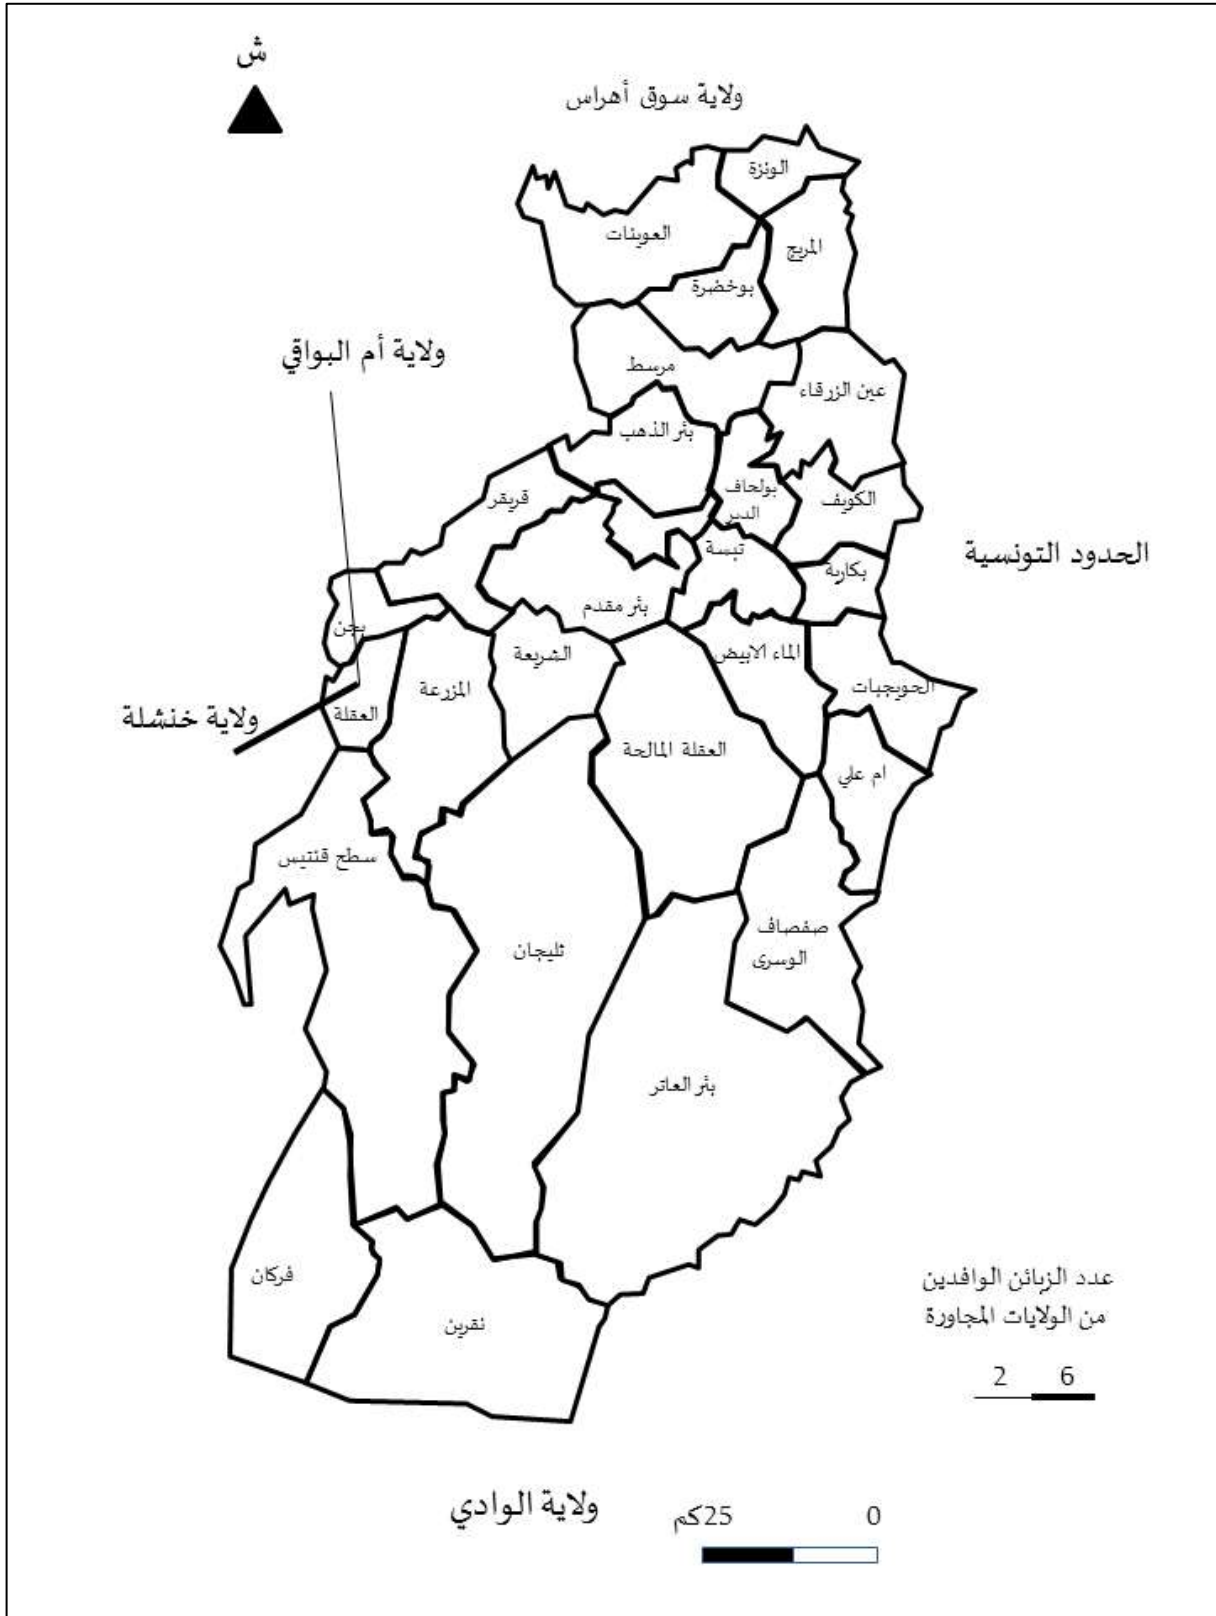 ش
ولاية سوق أهراس
الونزة
العوينات
المريج
بوخضرة
ولاية أم البواقي
مرسط
عين الزرقاء
بئر الذهب
قريقر
بولحاف
الدير
الكويف
تبسة
الحدود التونسية
بكارية
بئر مقدم
بجن
الشريعة
الماء الابيض
المزرعة
الحويجبات
العقلة
ولاية خنشلة
العقلة المالحة
ام علي
سطح قنتيس
صفصاف
الوسرى
ثليجان
بئر العاتر
فركان
نقرين
عدد الزبائن الوافدين
من الولايات المجاورة
2 6
ولاية الوادي
25كم 0